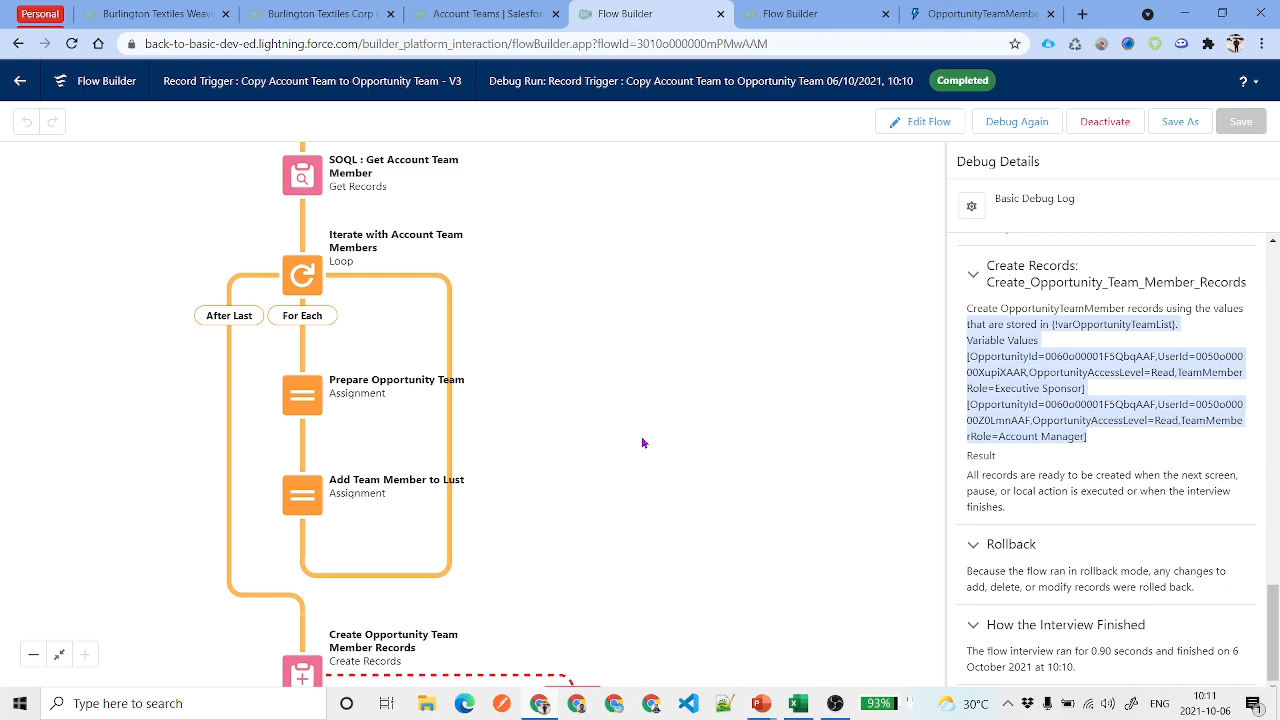 Personal
Burlington Textiles Weavi
Burlington Textiles Corp
Account Teams | Salesfor
Flow Builder
Flow Builder
OpportunityTeamMembe
back-to-basic-dev-ed.lightning.force.com/builder_platform_interaction/flowBuilder.app?flowId=3010o000000mPMwAAM
Flow Builder
Record Trigger : Copy Account Team to Opportunity Team - V3
Debug Run: Record Trigger : Copy Account Team to Opportunity Team 06/10/2021, 10:10
Completed
?
Edit Flow
Debug Again
Deactivate
Save As
Save
SOQL : Get Account Team
Member
Get Records
Iterate with Account Team
Members
Loop
After Last
For Each
Prepare Opportunity Team
Assignment
Add Team Member to Lust
Assignment
Create Opportunity Team
Member Records
Create Records
Debug Details
Basic Debug Log
Create Records:
Create_Opportunity_Team_Member_Records
Create OpportunityTeamMember records using the values
that are stored in {!varOpportunityTeamList}.
Variable Values
[OpportunityId=0060o00001F5QbqAAF,UserId=0050o000
00XupiXAAR,OpportunityAccessLevel=Read,TeamMember
Role=Executive Sponsor]
[OpportunityId=0060o00001F5QbqAAF,UserId=0050o0000
00Z0LmnAAF,OpportunityAccessLevel=Read,TeamMembe
rRole=Account Manager]
Result
All records are ready to be created when the next screen,
pause, or local action is executed or when the interview
finishes.
Rollback
Because the flow ran in rollback mode, any changes to
add, delete, or modify records were rolled back.
How the Interview Finished
The flow interview ran for 0.90 seconds and finished on 6
October 2021 at 10:10.
Type here to search
93%
30°C
ENG
10:11
2021-10-06